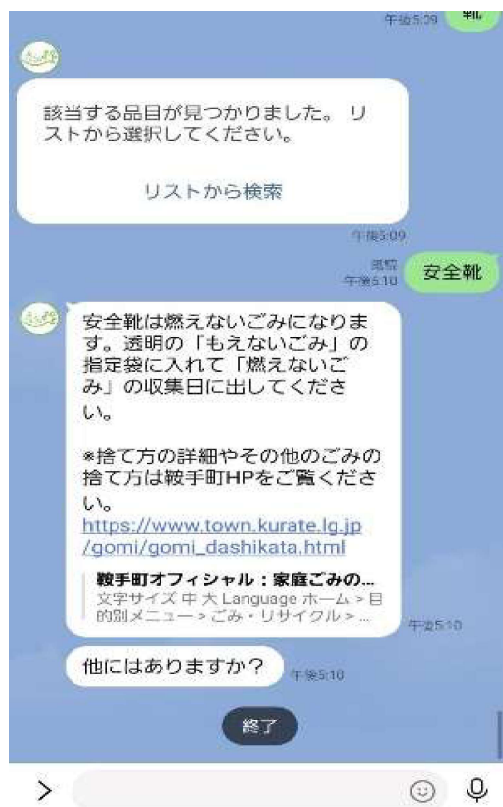 靴
午後5:09
該当する品目が見つかりました。 リ
ストから選択してください。
リストから検索
午後5:09
既読
午後5:10
安全靴
安全靴は燃えないごみになりま
す。透明の「もえないごみ」の
指定袋に入れて「燃えないご
み」の収集日に出してくださ
い。
※捨て方の詳細やその他のごみの
捨て方は鞍手町HPをご覧くださ
い。
https://www.town.kurate.lg.jp
/gomi/gomi_dashikata.html
鞍手町オフィシャル：家庭ごみの...
文字サイズ 中 大 Language ホーム > 目
的別メニュー > ごみ・リサイクル > ...
午後5:10
他にはありますか？
午後5:10
終了